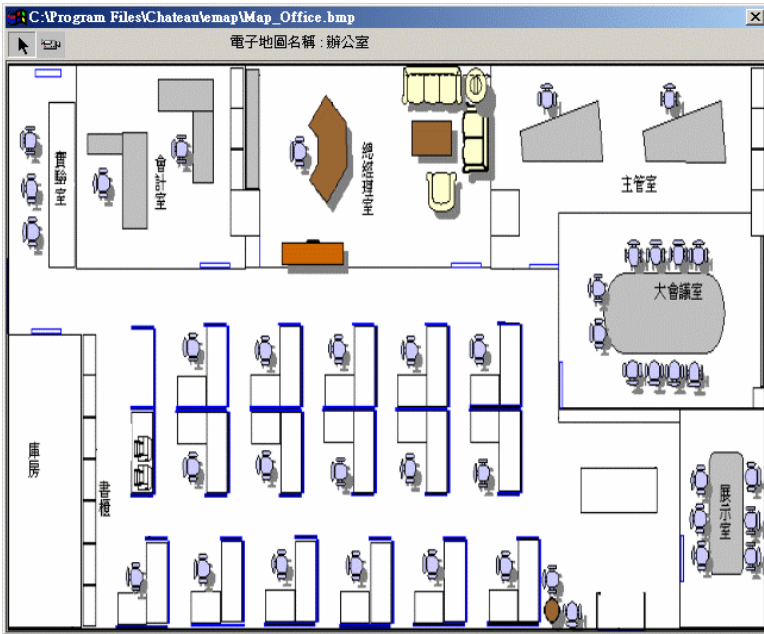 C:\Program Files\Chateau\emap\Map_Office.bmp
電子地圖名稱 : 辦公室
實驗室
會計室
總經理室
主管室
大會議室
庫房
書櫃
展示室